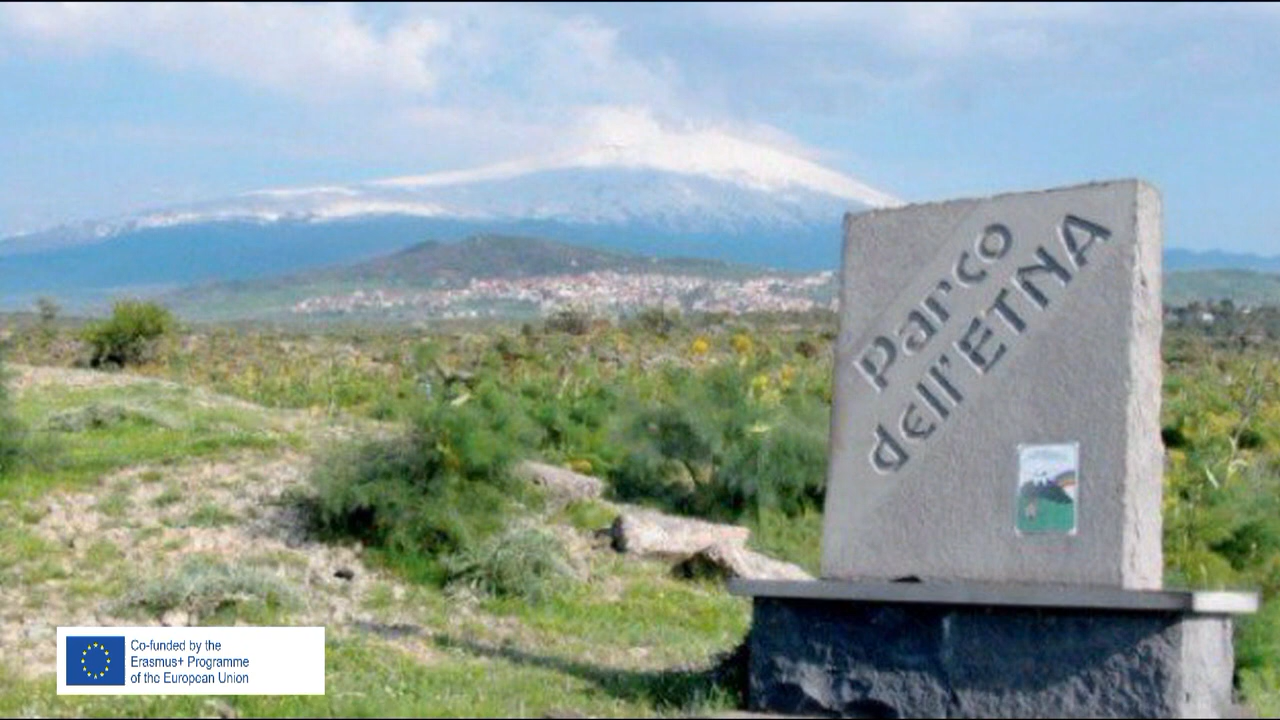 Parco
dell'ETNA
Co-funded by the
Erasmus+ Programme
of the European Union